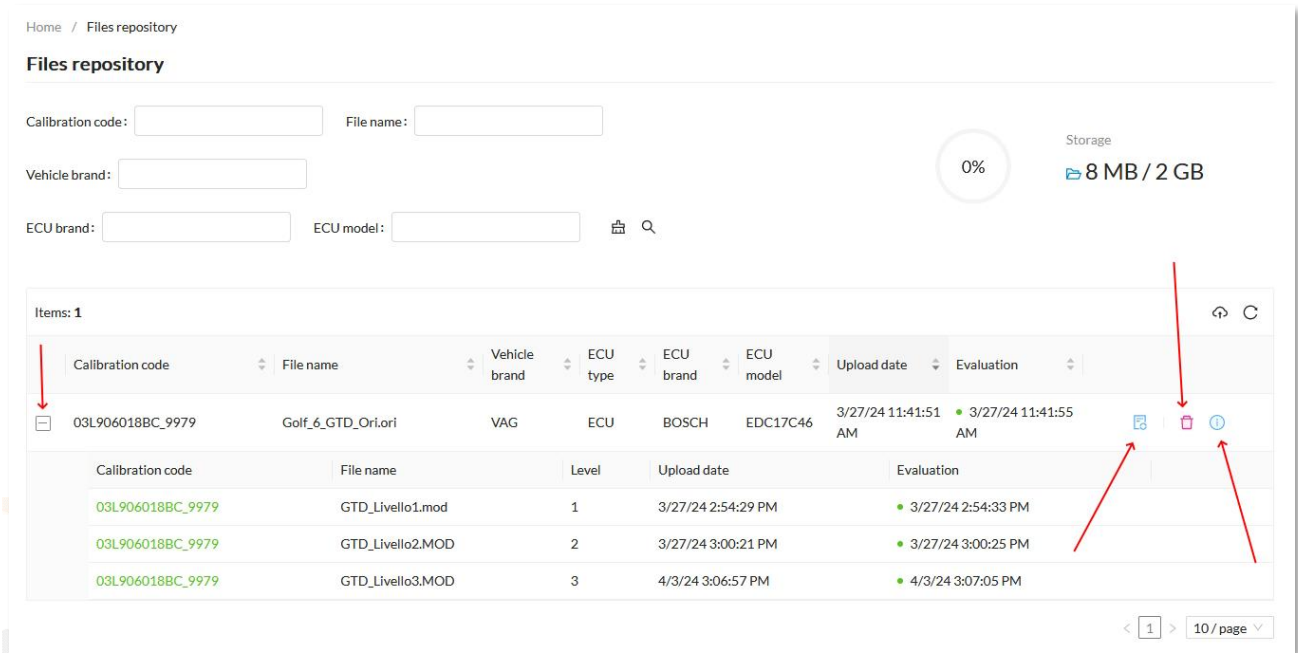 Home / Files repository
Files repository
Calibration code: File name:
Storage
0% 8 MB / 2 GB
Vehicle brand:
ECU brand: ECU model:
Items: 1
Calibration code File name Vehicle brand ECU type ECU brand ECU model Upload date Evaluation
03L906018BC_9979 Golf_6_GTD_Ori.ori VAG ECU BOSCH EDC17C46 3/27/24 11:41:51 AM 3/27/24 11:41:55 AM
Calibration code File name Level Upload date Evaluation
03L906018BC_9979 GTD_Livello1.mod 1 3/27/24 2:54:29 PM 3/27/24 2:54:33 PM
03L906018BC_9979 GTD_Livello2.MOD 2 3/27/24 3:00:21 PM 3/27/24 3:00:25 PM
03L906018BC_9979 GTD_Livello3.MOD 3 4/3/24 3:06:57 PM 4/3/24 3:07:05 PM
< 1 > 10 / page